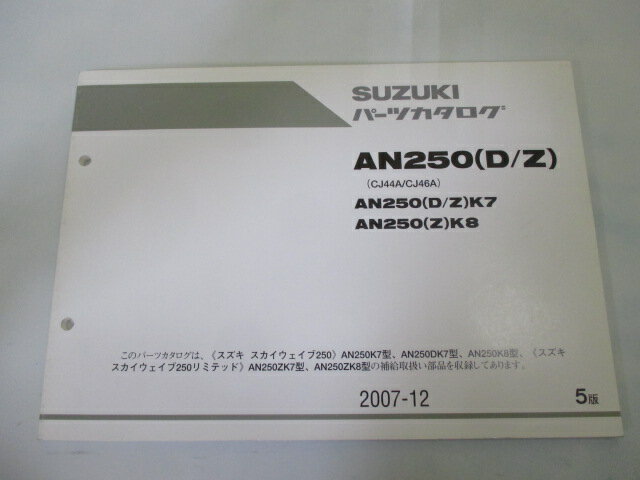 SUZUKI
パーツカタログ
AN250(D/Z)
(CJ44A/CJ46A)
AN250(D/Z)K7
AN250(Z)K8
このパーツカタログは、《スズキ スカイウェイブ250》AN250K7型、AN250DK7型、AN250K8型、《スズキ
スカイウェイブ250リミテッド》AN250ZK7型、AN250ZK8型の補給取扱い部品を収録してあります。
2007-12
5版